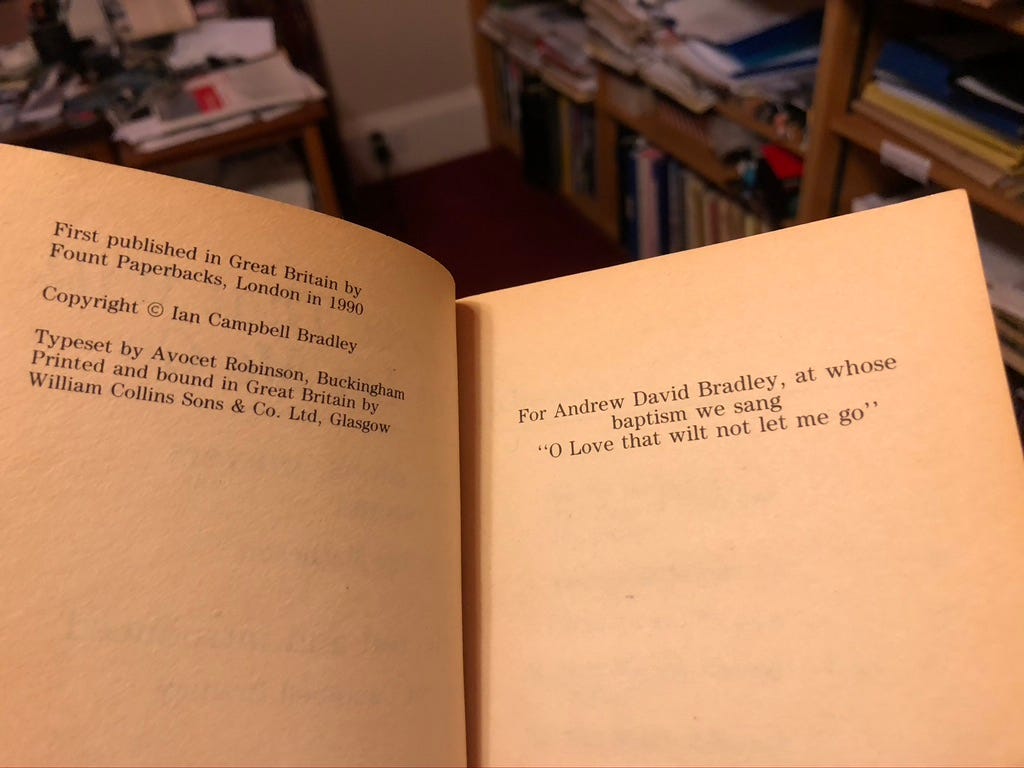 First published in Great Britain by
Fount Paperbacks, London in 1990
Copyright © Ian Campbell Bradley
Typeset by Avocet Robinson, Buckingham
Printed and bound in Great Britain by
William Collins Sons & Co. Ltd, Glasgow
For Andrew David Bradley, at whose
baptism we sang
‘‘O Love that wilt not let me go’’